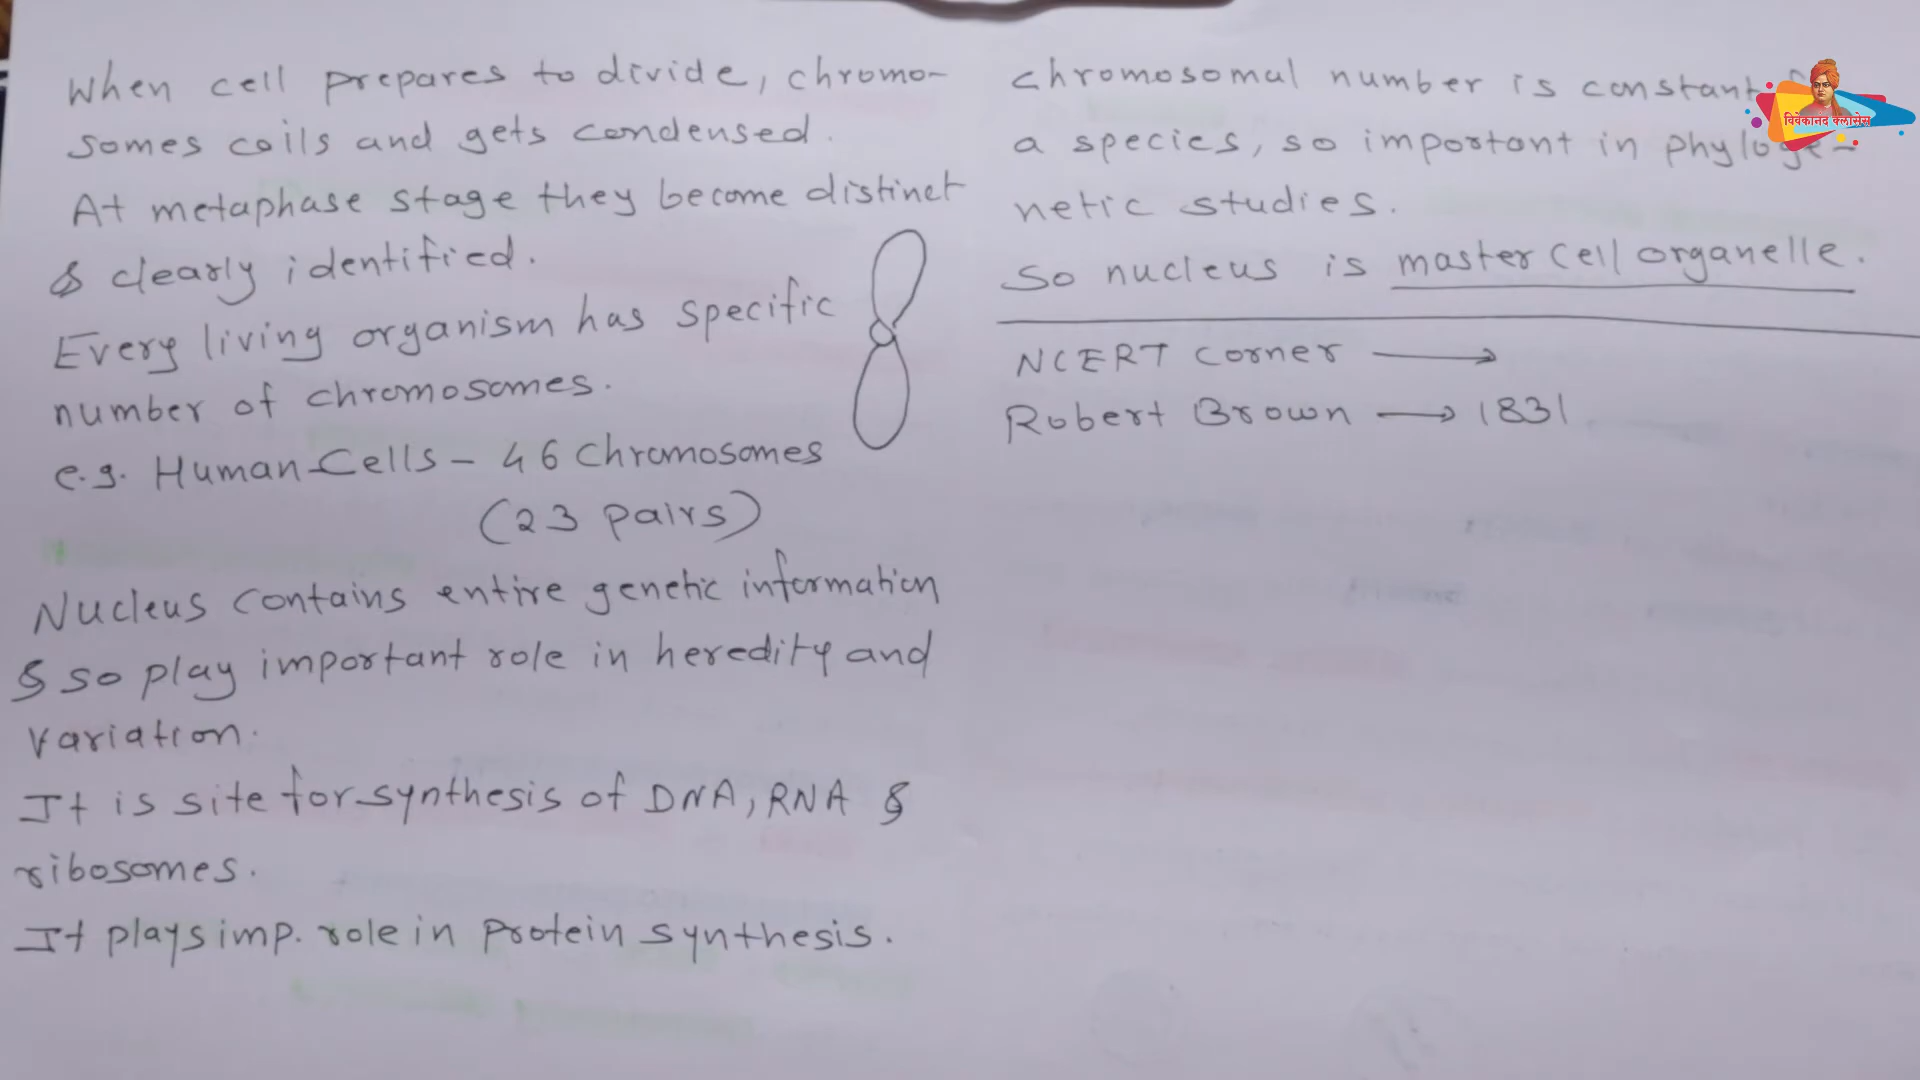 When cell prepares to divide, chromo-
somes coils and gets condensed.
At metaphase stage they become distinct
& clearly identified.
Every living organism has specific
number of chromosomes.
e.g. Human Cells - 46 Chromosomes
(23 pairs)
Nucleus contains entire genetic information
& so play important role in heredity and
variation.
It is site for synthesis of DNA, RNA &
ribosomes.
It plays imp. role in protein synthesis.
chromosomal number is constant
a species, so important in phyloge-
netic studies.
So nucleus is master cell organelle.
NCERT Corner →
Robert Brown → 1831
विवेकानंद क्लासेस